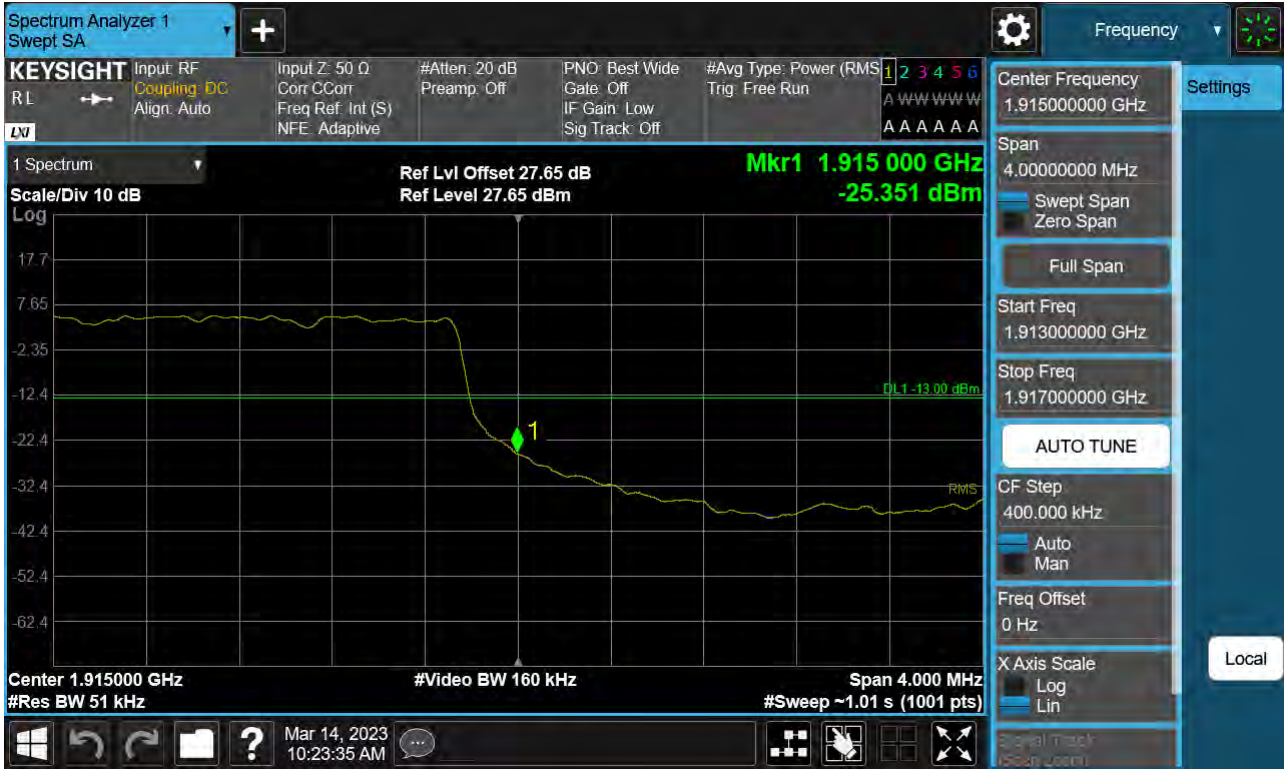 Spectrum Analyzer 1
Swept SA
+
Frequency
KEYSIGHT
RL
LXI
Input: RF
Coupling: DC
Align: Auto
Input Z: 50 Ω
Corr CCorr
Freq Ref: Int (S)
NFE: Adaptive
#Atten: 20 dB
Preamp: Off
PNO: Best Wide
Gate: Off
IF Gain: Low
Sig Track: Off
#Avg Type: Power (RMS
Trig: Free Run
1 2 3 4 5 6
A W W W W W
A A A A A A
1 Spectrum
Scale/Div 10 dB
Log
Ref Lvl Offset 27.65 dB
Ref Level 27.65 dBm
Mkr1 1.915 000 GHz
-25.351 dBm
17.7
7.65
-2.35
-12.4
-22.4
-32.4
-42.4
-52.4
-62.4
DL1 -13.00 dBm
1
RMS
Center 1.915000 GHz
#Res BW 51 kHz
#Video BW 160 kHz
Span 4.000 MHz
#Sweep ~1.01 s (1001 pts)
Center Frequency
1.915000000 GHz
Settings
Span
4.00000000 MHz
Swept Span
Zero Span
Full Span
Start Freq
1.913000000 GHz
Stop Freq
1.917000000 GHz
AUTO TUNE
CF Step
400.000 kHz
Auto
Man
Freq Offset
0 Hz
X Axis Scale
Log
Lin
Local
?
Mar 14, 2023
10:23:35 AM